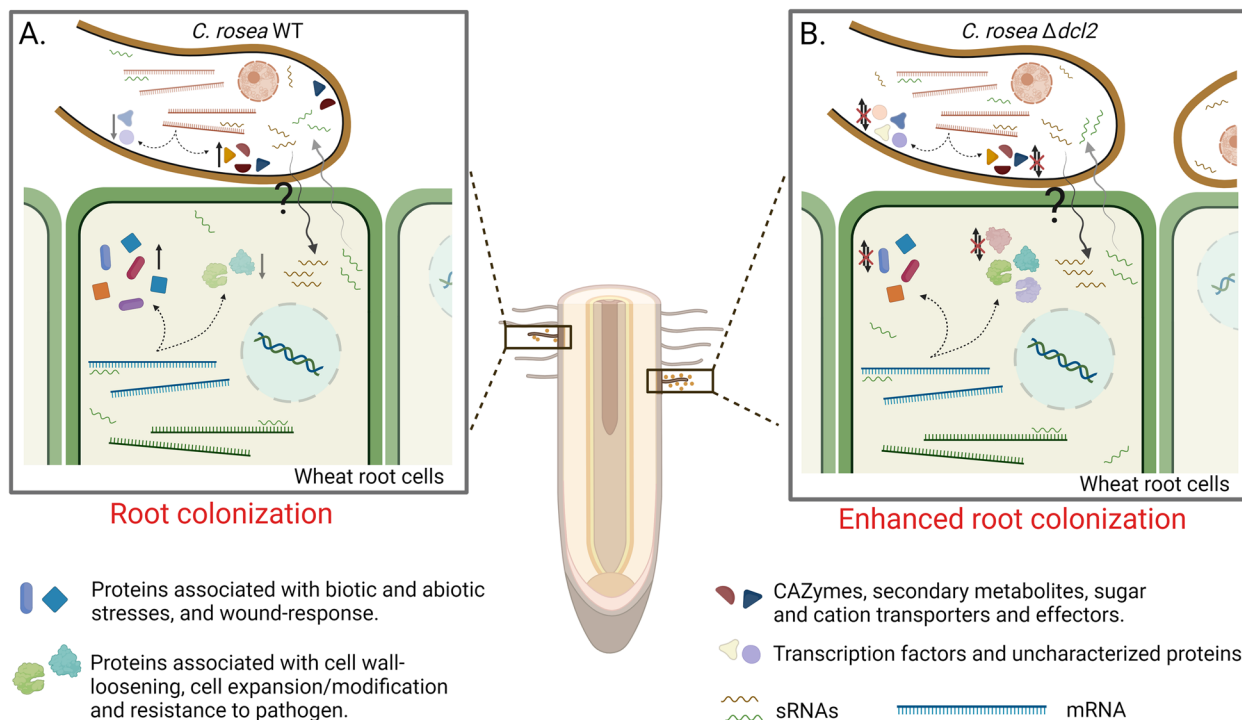 A.
C. rosea WT
?
Wheat root cells
Root colonization
B.
C. rosea Δdcl2
?
Wheat root cells
Enhanced root colonization
Proteins associated with biotic and abiotic
stresses, and wound-response.
Proteins associated with cell wall-
loosening, cell expansion/modification
and resistance to pathogen.
CAZymes, secondary metabolites, sugar
and cation transporters and effectors.
Transcription factors and uncharacterized proteins
sRNAs
mRNA